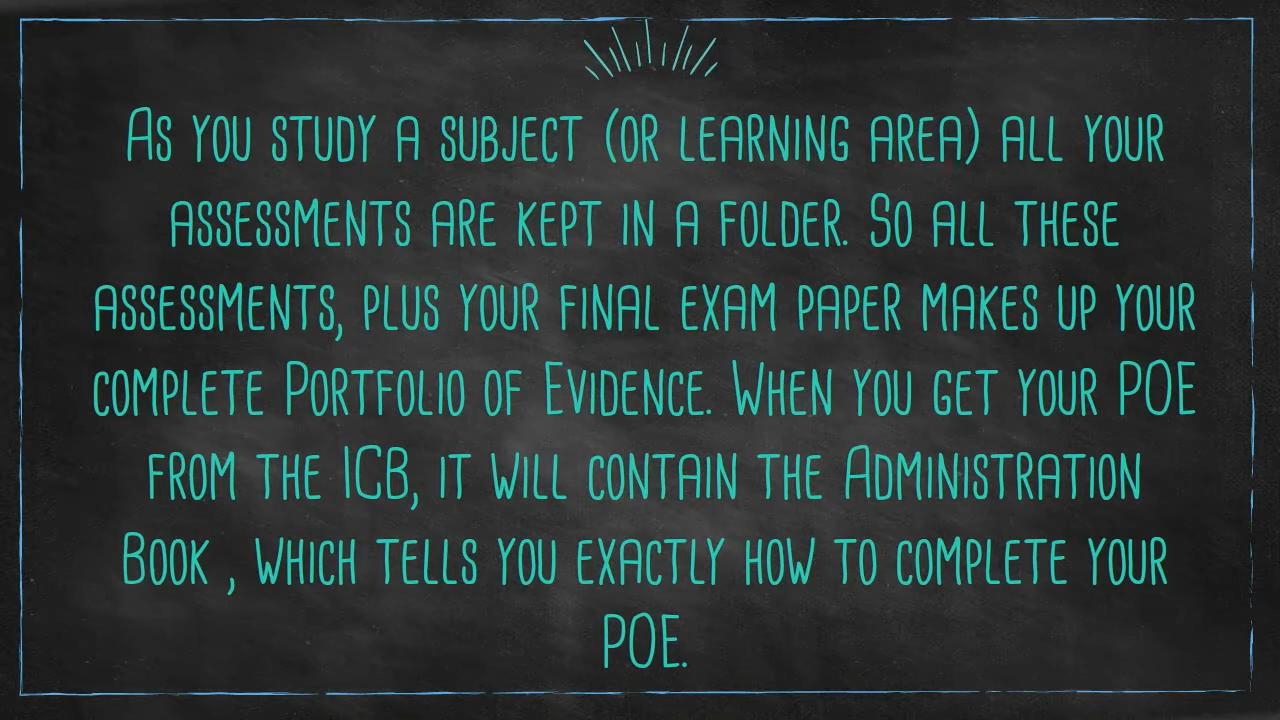 As you study a subject (or learning area) all your
assessments are kept in a folder. So all these
assessments, plus your final exam paper makes up your
complete Portfolio of Evidence. When you get your POE
from the ICB, it will contain the Administration
Book , which tells you exactly how to complete your
POE.